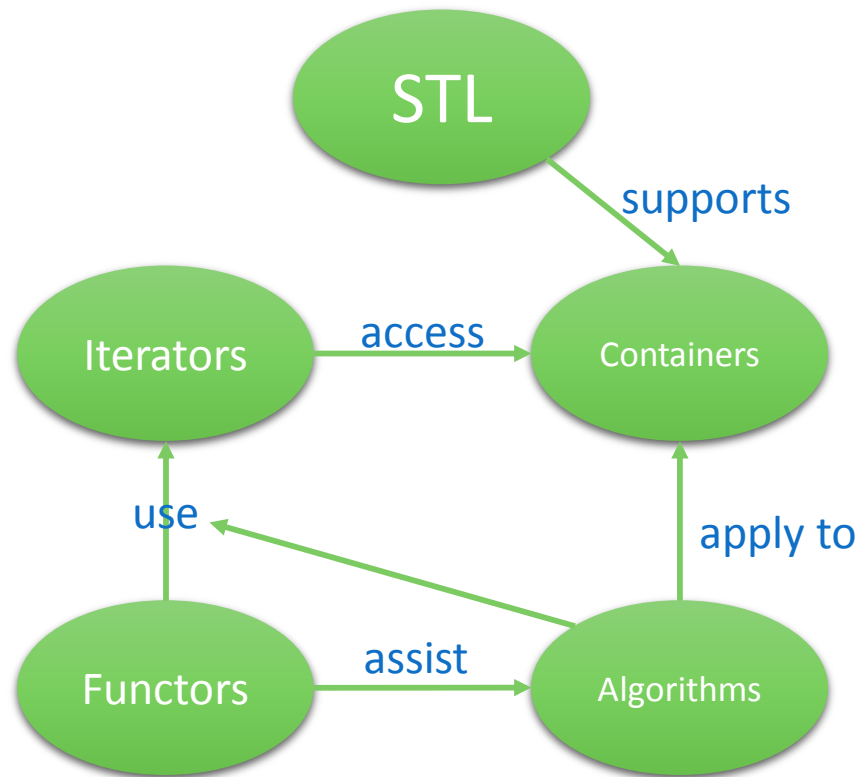 STL
supports
Iterators
access
Containers
use
apply to
Functors
assist
Algorithms